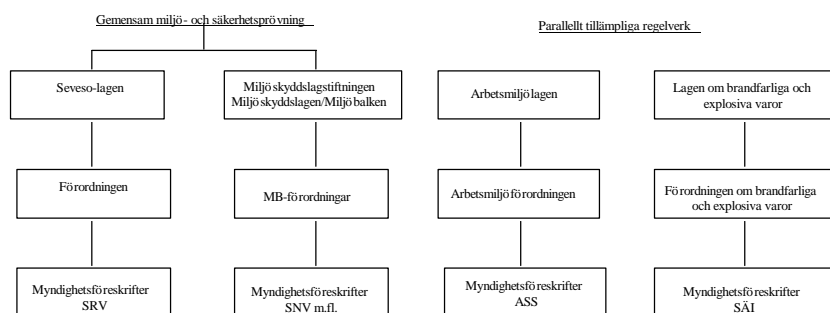 Gemensam miljö- och säkerhetsprövning
Parallellt tillämpliga regelverk
Seveso-lagen
Miljöskyddslagstiftningen
Miljöskyddslagen/Miljöbalken
Arbetsmiljölagen
Lagen om brandfarliga och
explosiva varor
Förordningen
MB-förordningar
Arbetsmiljöförordningen
Förordningen om brandfarliga
och explosiva varor
Myndighetsföreskrifter
SRV
Myndighetsföreskrifter
SNV m.fl.
Myndighetsföreskrifter
ASS
Myndighetsföreskrifter
SÄI